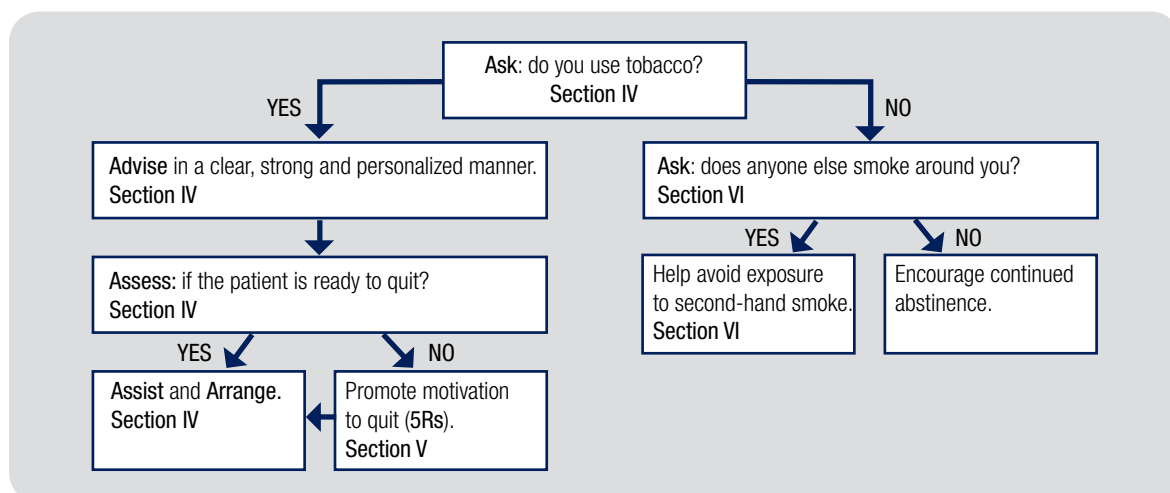 Ask: do you use tobacco?
Section IV
YES
NO
Advise in a clear, strong and personalized manner.
Section IV
Ask: does anyone else smoke around you?
Section VI
Assess: if the patient is ready to quit?
Section IV
YES
NO
Help avoid exposure
to second-hand smoke.
Section VI
Encourage continued
abstinence.
YES
NO
Assist and Arrange.
Section IV
Promote motivation
to quit (5Rs).
Section V